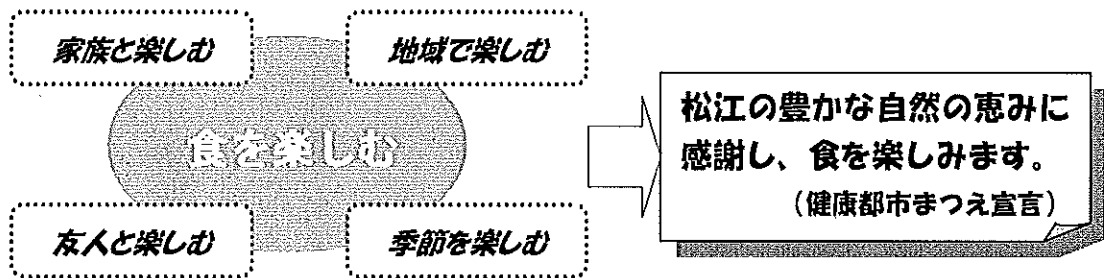 家族と楽しむ
地域で楽しむ
食を楽しむ
友人と楽しむ
季節を楽しむ
松江の豊かな自然の恵みに
感謝し、食を楽しみます。
（健康都市まつえ宣言）